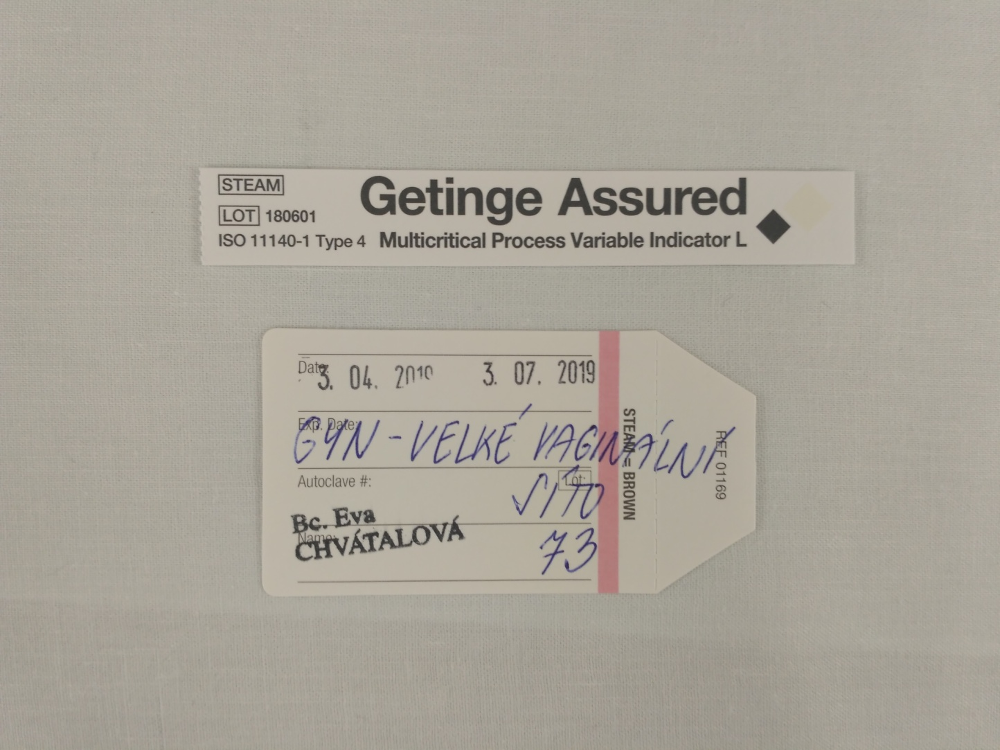 STEAM
LOT 180601
ISO 11140-1 Type 4
Getinge Assured
Multicritical Process Variable Indicator L
Date:
3. 04. 2019 3. 07. 2019
Exp. Date:
GYN - VELKÉ VAGINÁLNÍ
Autoclave #: Lot:
SÍTO
Bc. Eva
Name:
CHVÁTALOVÁ
73
STEAM = BROWN
REF 01169